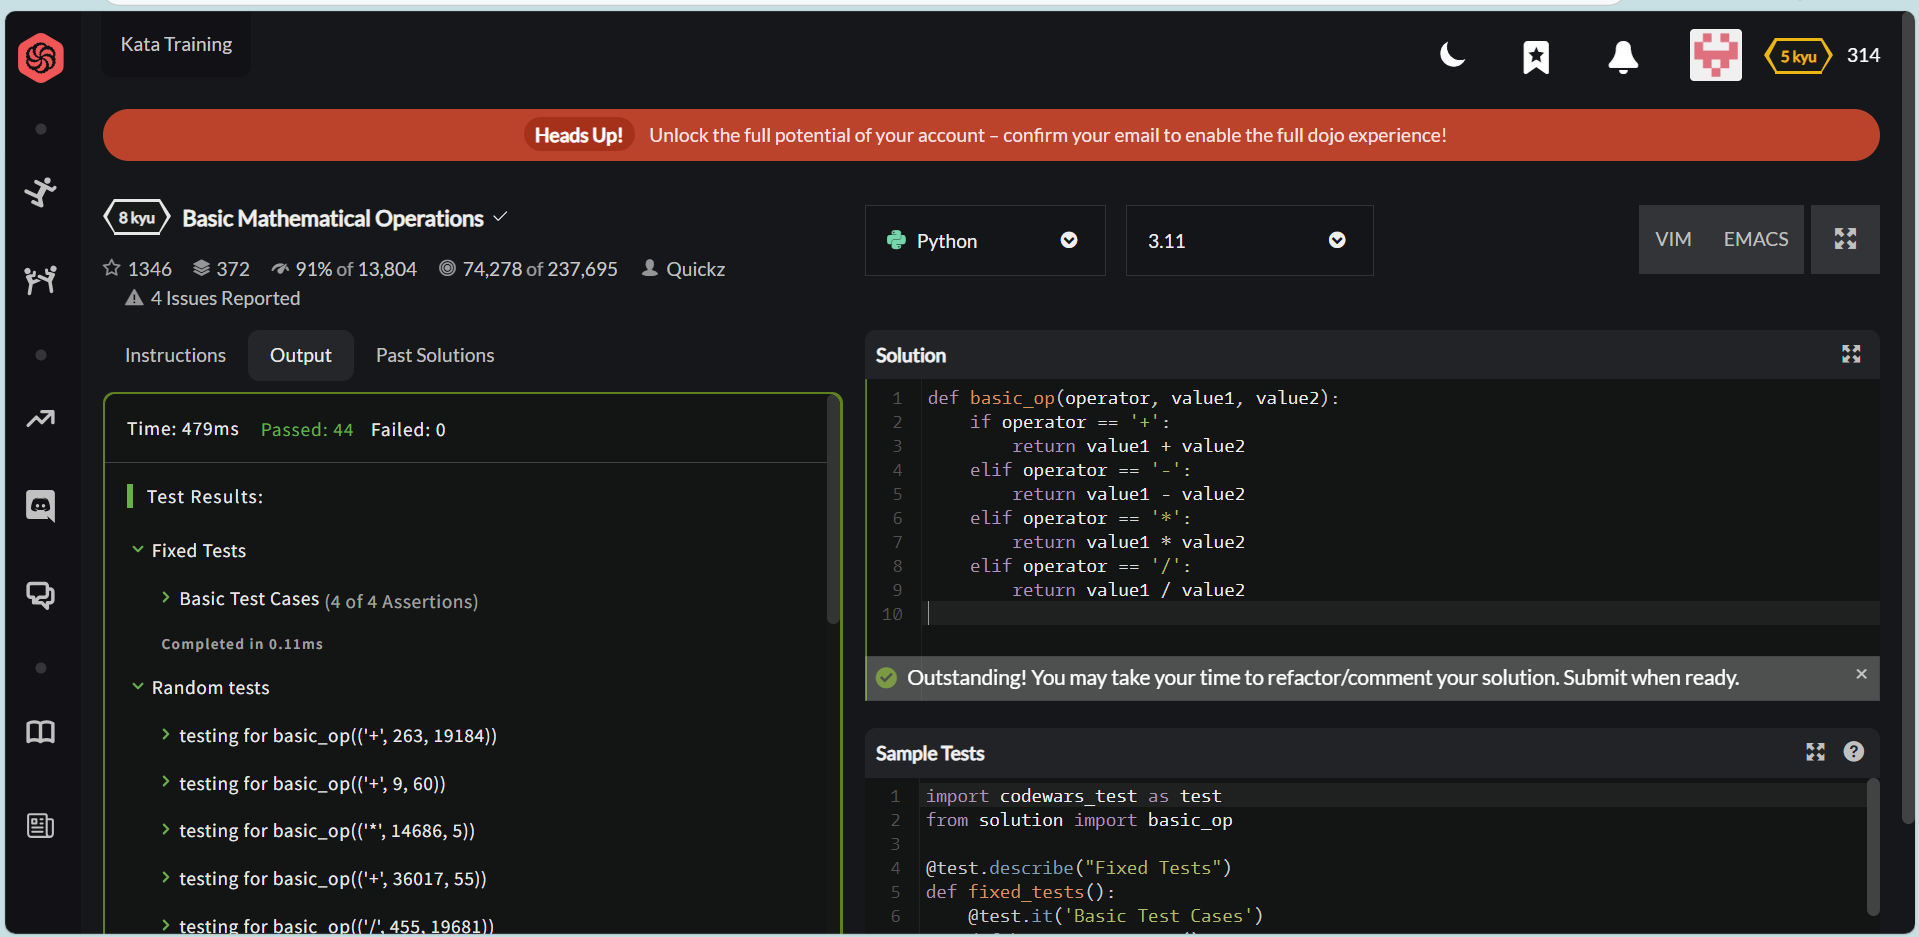 Kata Training
5 kyu 314
Heads Up! Unlock the full potential of your account – confirm your email to enable the full dojo experience!
8 kyu Basic Mathematical Operations
1346 372 91% of 13,804 74,278 of 237,695 Quickz
4 Issues Reported
Python 3.11 VIM EMACS
Instructions Output Past Solutions
Time: 479ms Passed: 44 Failed: 0
Test Results:
Fixed Tests
Basic Test Cases (4 of 4 Assertions)
Completed in 0.11ms
Random tests
testing for basic_op(('+', 263, 19184))
testing for basic_op(('+', 9, 60))
testing for basic_op(('*', 14686, 5))
testing for basic_op(('+', 36017, 55))
testing for basic_op(('/', 455, 19681))
Solution
1 def basic_op(operator, value1, value2):
2     if operator == '+':
3         return value1 + value2
4     elif operator == '-':
5         return value1 - value2
6     elif operator == '*':
7         return value1 * value2
8     elif operator == '/':
9         return value1 / value2
10
Outstanding! You may take your time to refactor/comment your solution. Submit when ready.
Sample Tests
1 import codewars_test as test
2 from solution import basic_op
3
4 @test.describe("Fixed Tests")
5 def fixed_tests():
6     @test.it('Basic Test Cases')